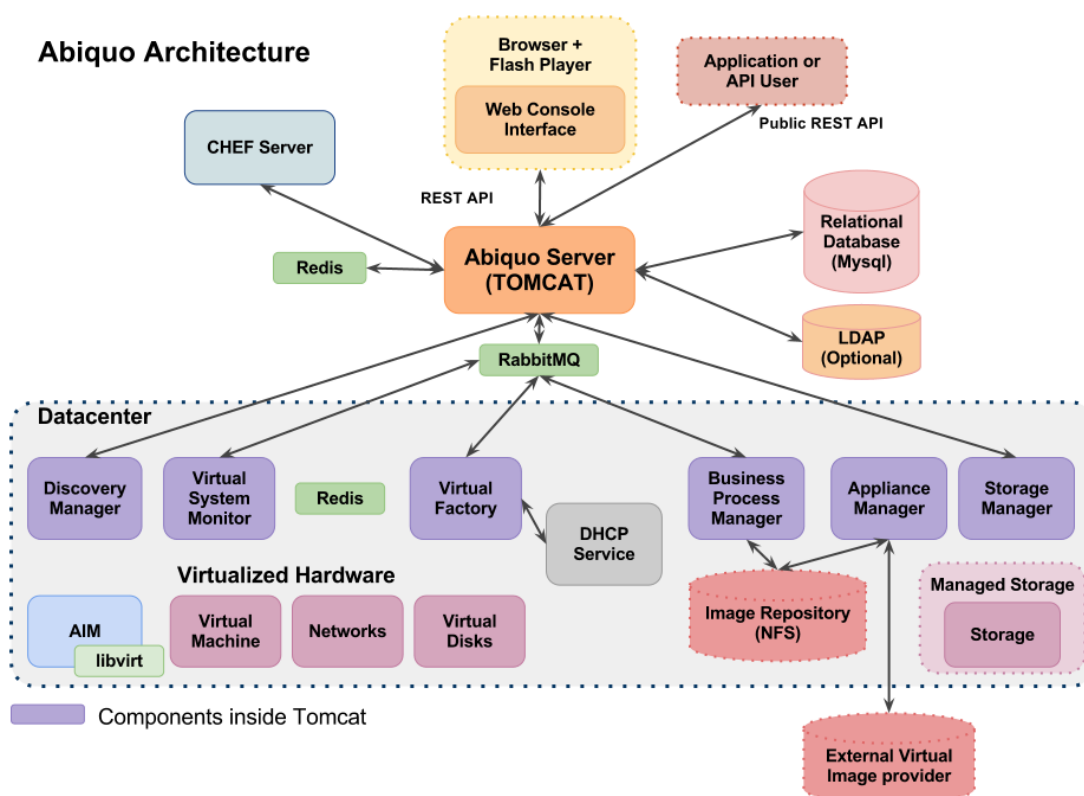 Abiquo Architecture
Browser +
Flash Player
Web Console
Interface
Application or
API User
Public REST API
CHEF Server
REST API
Relational
Database
(Mysql)
Redis
Abiquo Server
(TOMCAT)
LDAP
(Optional)
RabbitMQ
Datacenter
Discovery
Manager
Virtual
System
Monitor
Redis
Virtual
Factory
DHCP
Service
Business
Process
Manager
Appliance
Manager
Storage
Manager
Virtualized Hardware
AIM
libvirt
Virtual
Machine
Networks
Virtual
Disks
Image Repository
(NFS)
Managed Storage
Storage
Components inside Tomcat
External Virtual
Image provider